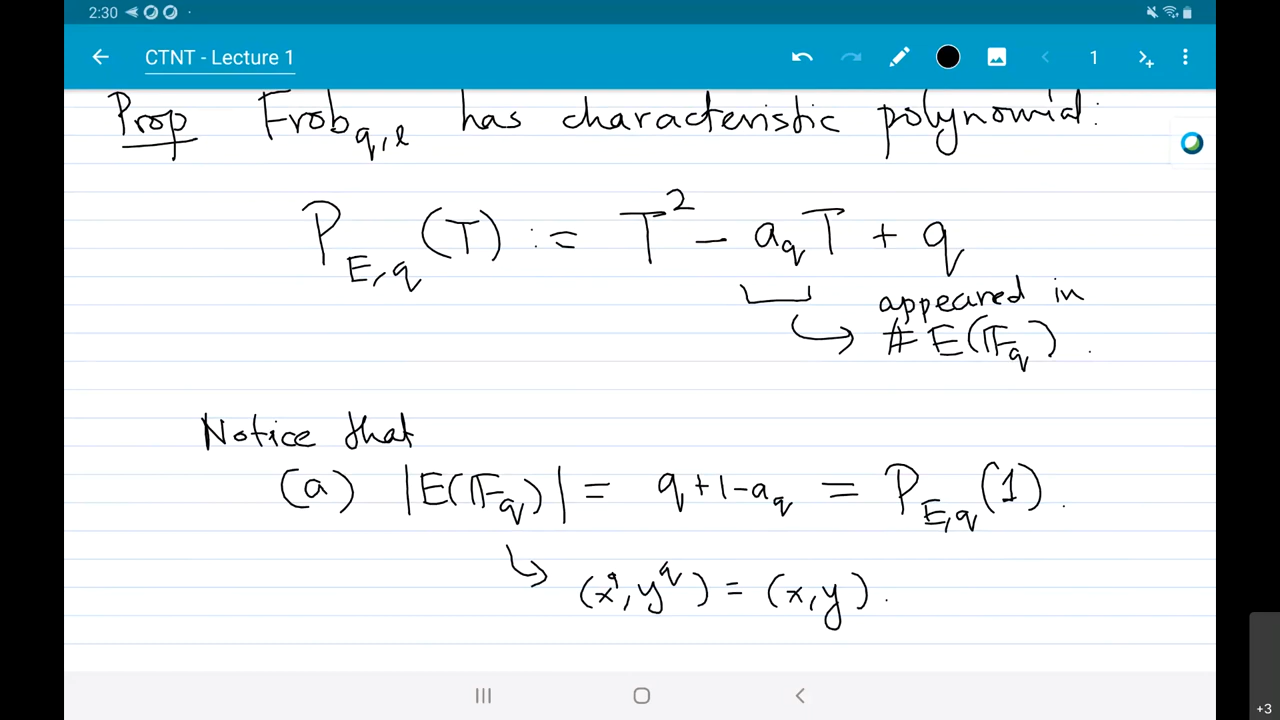 2:30
CTNT - Lecture 1
1
Prop Frob_{q,ℓ} has characteristic polynomial:
P_{E,q}(T) := T² - a_q T + q
appeared in
# E(𝔽_q).
Notice that
(a) |E(𝔽_q)| = q+1-a_q = P_{E,q}(1).
(x^q, y^q) = (x, y).
+3